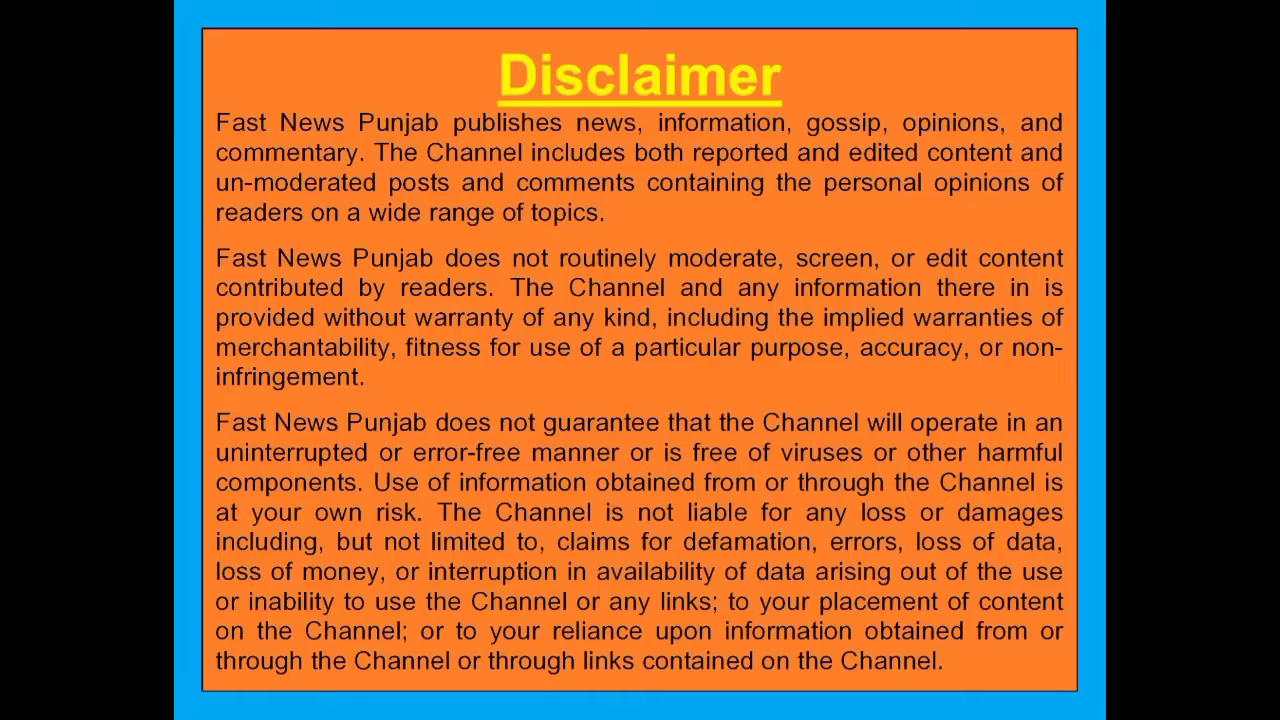 Disclaimer
Fast News Punjab publishes news, information, gossip, opinions, and
commentary. The Channel includes both reported and edited content and
un-moderated posts and comments containing the personal opinions of
readers on a wide range of topics.
Fast News Punjab does not routinely moderate, screen, or edit content
contributed by readers. The Channel and any information there in is
provided without warranty of any kind, including the implied warranties of
merchantability, fitness for use of a particular purpose, accuracy, or non-
infringement.
Fast News Punjab does not guarantee that the Channel will operate in an
uninterrupted or error-free manner or is free of viruses or other harmful
components. Use of information obtained from or through the Channel is
at your own risk. The Channel is not liable for any loss or damages
including, but not limited to, claims for defamation, errors, loss of data,
loss of money, or interruption in availability of data arising out of the use
or inability to use the Channel or any links; to your placement of content
on the Channel; or to your reliance upon information obtained from or
through the Channel or through links contained on the Channel.